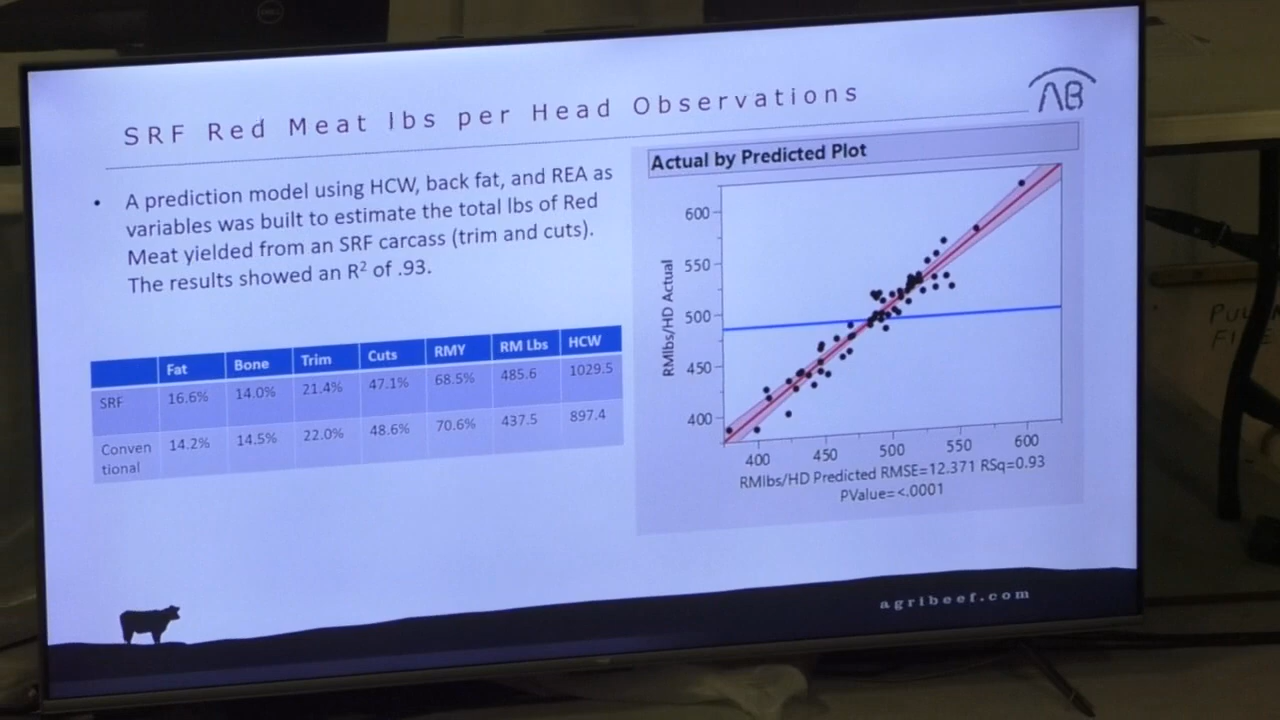 SRF Red Meat lbs per Head Observations
AB
• A prediction model using HCW, back fat, and REA as
variables was built to estimate the total lbs of Red
Meat yielded from an SRF carcass (trim and cuts).
The results showed an R² of .93.
Fat Bone Trim Cuts RMY RM Lbs HCW
SRF 16.6% 14.0% 21.4% 47.1% 68.5% 485.6 1029.5
Conven
tional 14.2% 14.5% 22.0% 48.6% 70.6% 437.5 897.4
Actual by Predicted Plot
RMlbs/HD Actual
600
550
500
450
400
400 450 500 550 600
RMlbs/HD Predicted RMSE=12.371 RSq=0.93
PValue=<.0001
agribeef.com